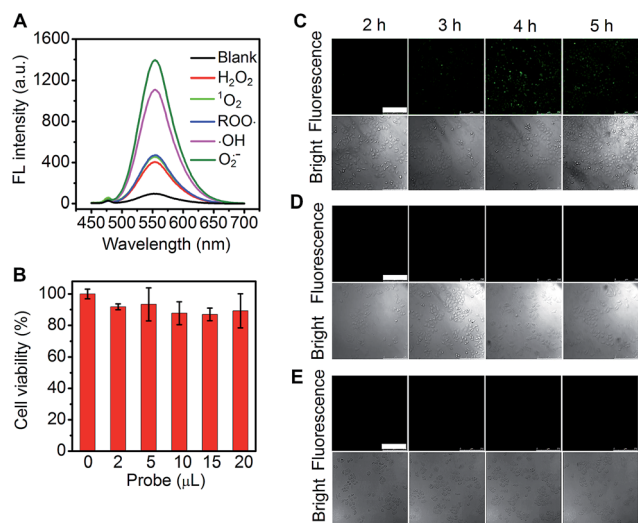 A
1600
1400
1200
800
400
0
FL intensity (a.u.)
Blank
H₂O₂
¹O₂
ROO·
·OH
O₂⁻
450 500 550 600 650 700
Wavelength (nm)
B
100
80
60
40
20
0
Cell viability (%)
0 2 5 10 15 20
Probe (μL)
C
2 h 3 h 4 h 5 h
Fluorescence
Bright
D
Fluorescence
Bright
E
Fluorescence
Bright